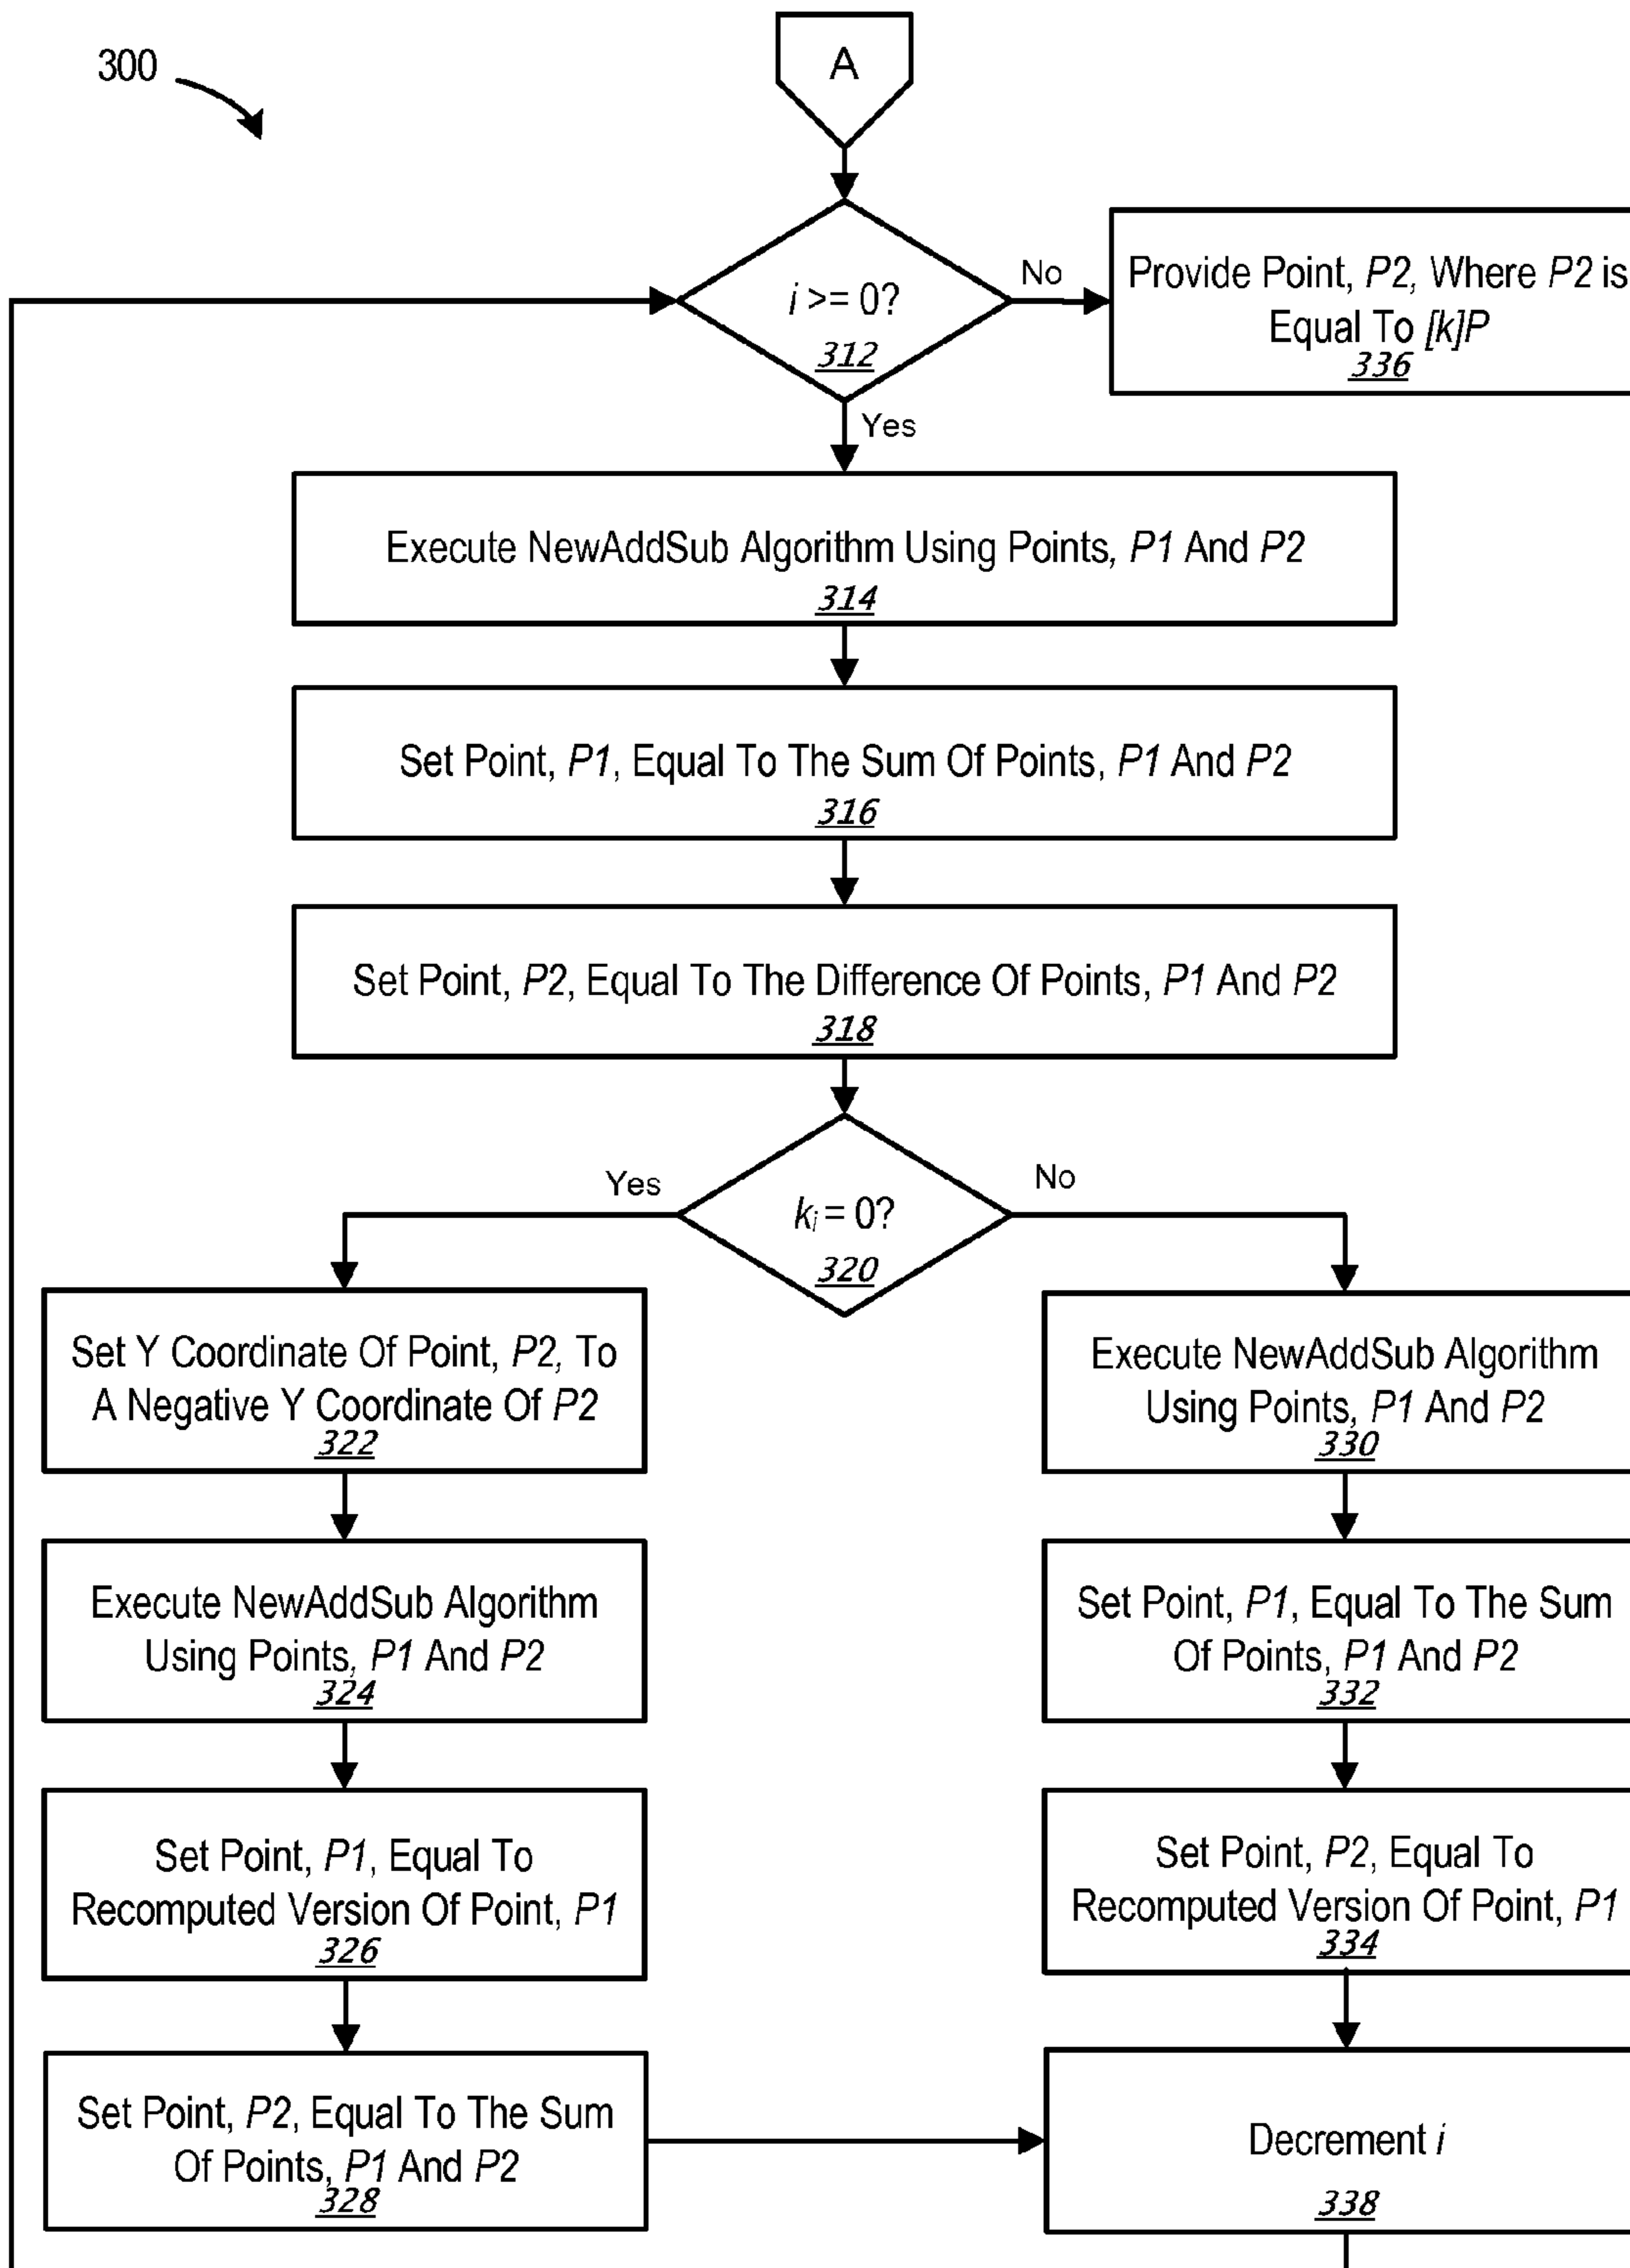 300
A
i >= 0?
312
No
Provide Point, P2, Where P2 is
Equal To [k]P
336
Yes
Execute NewAddSub Algorithm Using Points, P1 And P2
314
Set Point, P1, Equal To The Sum Of Points, P1 And P2
316
Set Point, P2, Equal To The Difference Of Points, P1 And P2
318
Yes
ki = 0?
320
No
Set Y Coordinate Of Point, P2, To
A Negative Y Coordinate Of P2
322
Execute NewAddSub Algorithm
Using Points, P1 And P2
324
Set Point, P1, Equal To
Recomputed Version Of Point, P1
326
Set Point, P2, Equal To The Sum
Of Points, P1 And P2
328
Execute NewAddSub Algorithm
Using Points, P1 And P2
330
Set Point, P1, Equal To The Sum
Of Points, P1 And P2
332
Set Point, P2, Equal To
Recomputed Version Of Point, P1
334
Decrement i
338